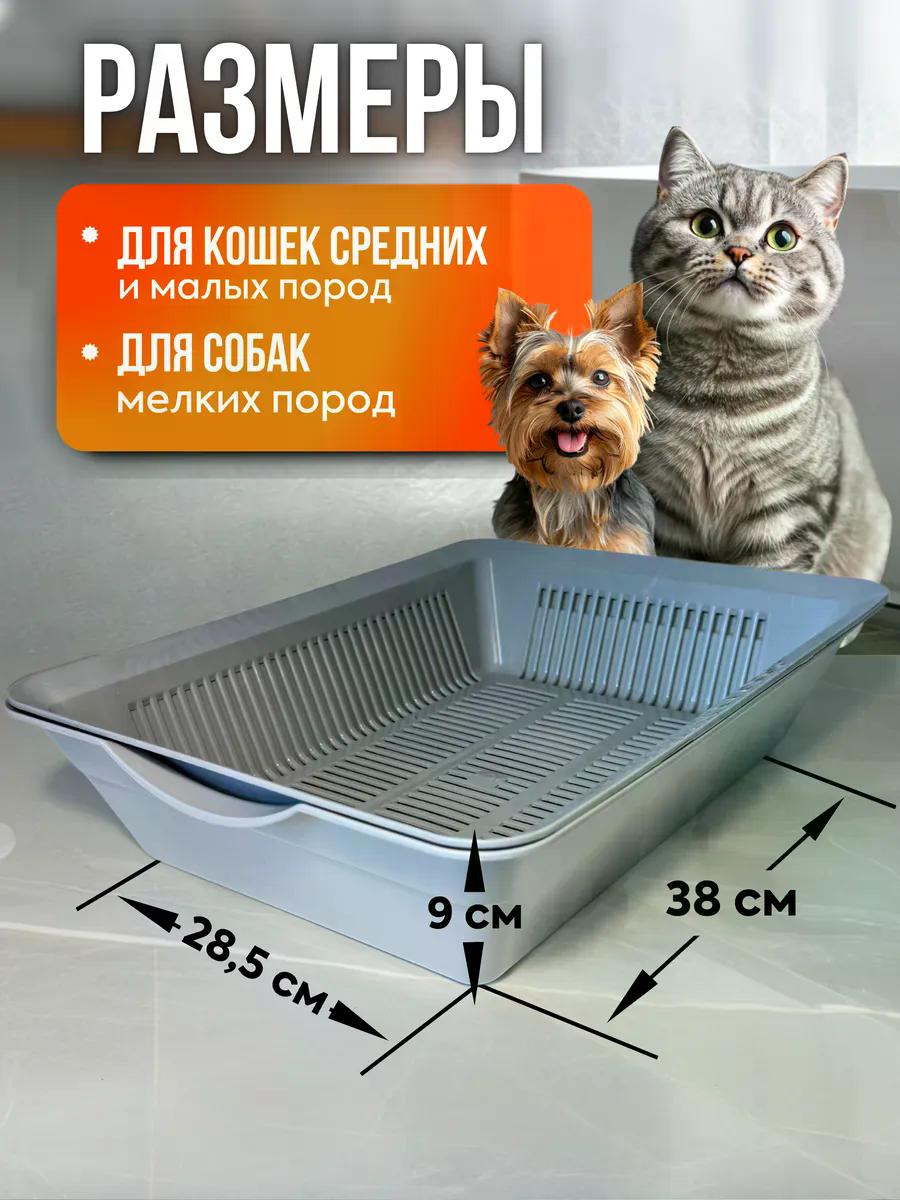 РАЗМЕРЫ
ДЛЯ КОШЕК СРЕДНИХ
и малых пород
ДЛЯ СОБАК
мелких пород
9 см
38 см
28,5 см